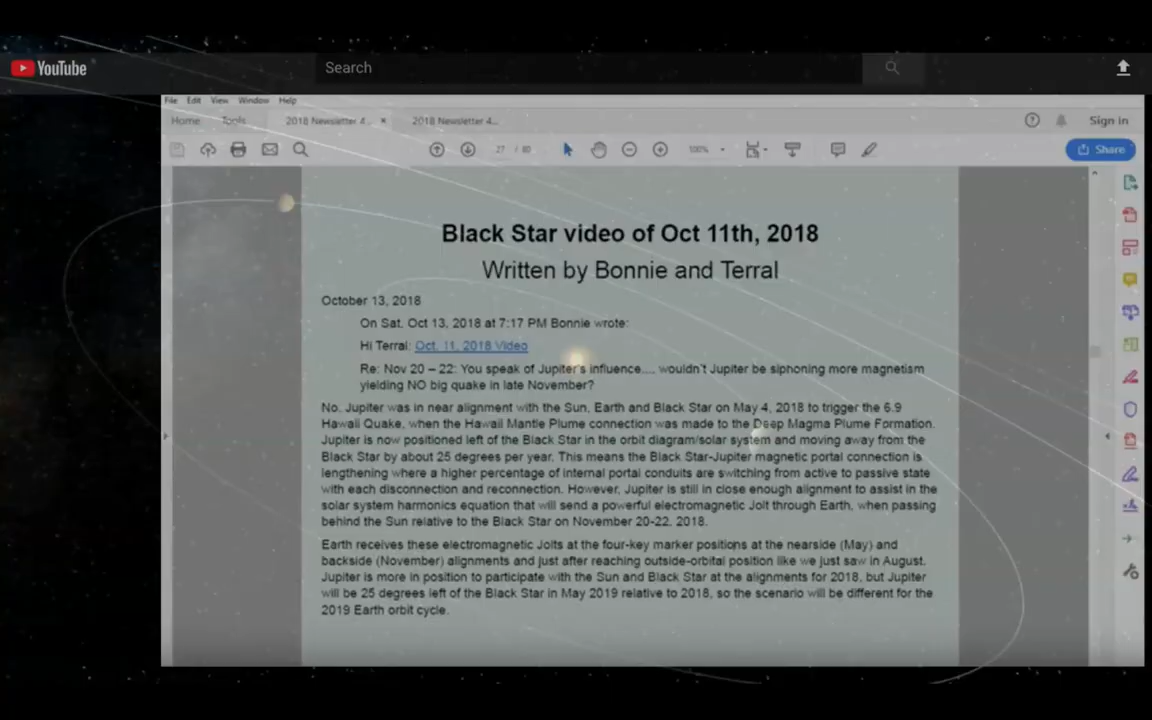 YouTube
Search
File Edit View Window Help
Home Tools 2018 Newsletter 4... × 2018 Newsletter 4... Sign in
27 / 80 100% Share
Black Star video of Oct 11th, 2018
Written by Bonnie and Terral
October 13, 2018
On Sat, Oct 13, 2018 at 7:17 PM Bonnie wrote:
Hi Terral: Oct. 11, 2018 Video
Re: Nov 20 – 22: You speak of Jupiter's influence.... wouldn't Jupiter be siphoning more magnetism
yielding NO big quake in late November?
No. Jupiter was in near alignment with the Sun, Earth and Black Star on May 4, 2018 to trigger the 6.9
Hawaii Quake, when the Hawaii Mantle Plume connection was made to the Deep Magma Plume Formation.
Jupiter is now positioned left of the Black Star in the orbit diagram/solar system and moving away from the
Black Star by about 25 degrees per year. This means the Black Star-Jupiter magnetic portal connection is
lengthening where a higher percentage of internal portal conduits are switching from active to passive state
with each disconnection and reconnection. However, Jupiter is still in close enough alignment to assist in the
solar system harmonics equation that will send a powerful electromagnetic Jolt through Earth, when passing
behind the Sun relative to the Black Star on November 20-22, 2018.
Earth receives these electromagnetic Jolts at the four-key marker positions at the nearside (May) and
backside (November) alignments and just after reaching outside-orbital position like we just saw in August.
Jupiter is more in position to participate with the Sun and Black Star at the alignments for 2018, but Jupiter
will be 25 degrees left of the Black Star in May 2019 relative to 2018, so the scenario will be different for the
2019 Earth orbit cycle.